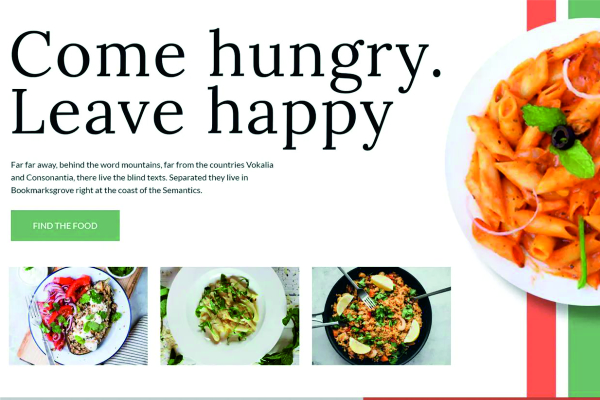 Come hungry.
Leave happy
Far far away, behind the word mountains, far from the countries Vokalia
and Consonantia, there live the blind texts. Separated they live in
Bookmarksgrove right at the coast of the Semantics.
FIND THE FOOD